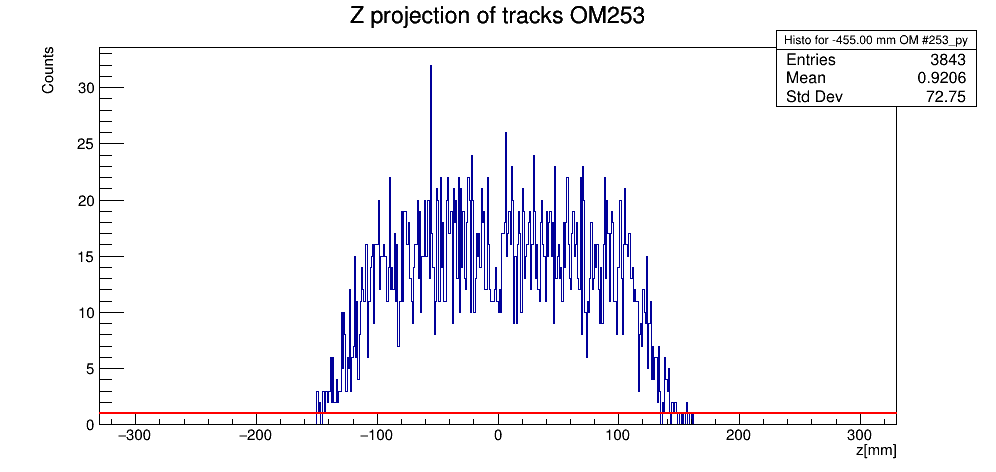 Z projection of tracks OM253
Histo for -455.00 mm OM #253_py
Entries 3843
Mean 0.9206
Std Dev 72.75
Counts
30
25
20
15
10
5
0
−300 −200 −100 0 100 200 300
z[mm]